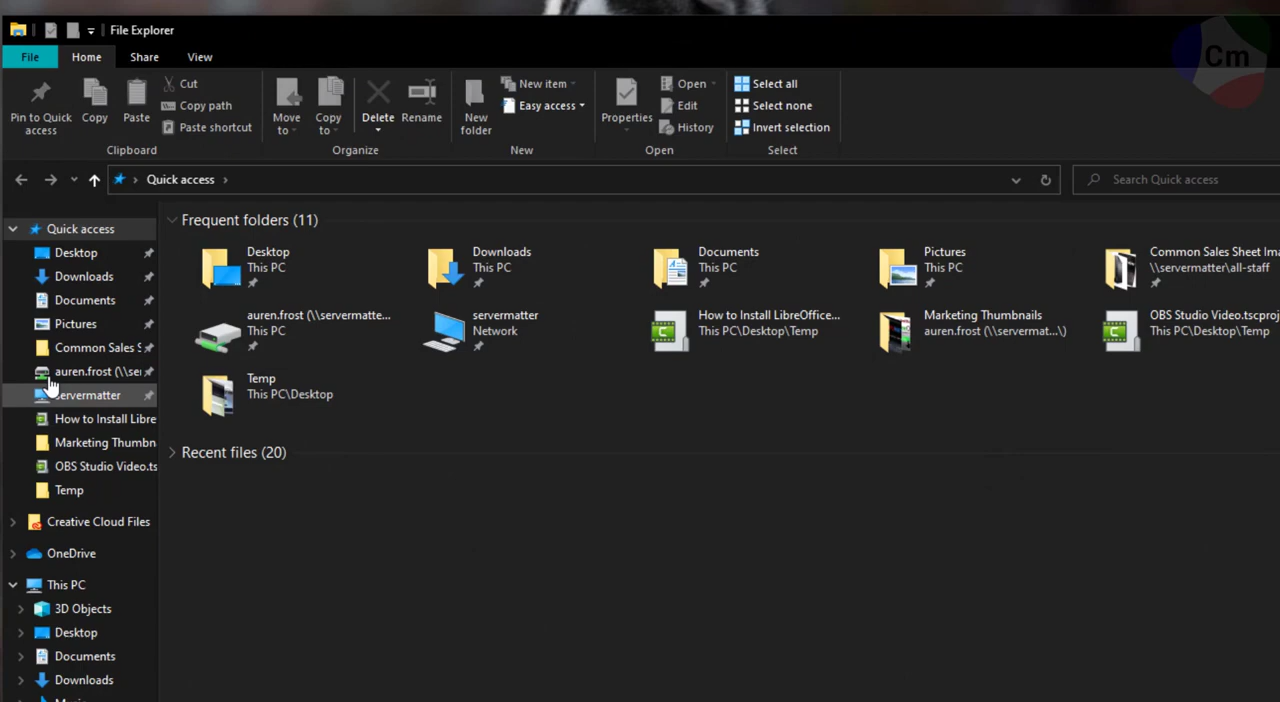 File Explorer
Cm
File
Home
Share
View
Pin to Quick
access
Copy
Paste
Cut
Copy path
Paste shortcut
Clipboard
Move
to
Copy
to
Delete
Rename
Organize
New
folder
New item
Easy access
New
Properties
Open
Edit
History
Open
Select all
Select none
Invert selection
Select
Quick access
Search Quick access
Quick access
Desktop
Downloads
Documents
Pictures
Common Sales S
auren.frost (\\ser
servermatter
How to Install Libre
Marketing Thumbn
OBS Studio Video.ts
Temp
Creative Cloud Files
OneDrive
This PC
3D Objects
Desktop
Documents
Downloads
Frequent folders (11)
Desktop
This PC
Downloads
This PC
Documents
This PC
Pictures
This PC
Common Sales Sheet Ima
\\servermatter\all-staff
auren.frost (\\servermatte...
This PC
servermatter
Network
How to Install LibreOffice...
This PC\Desktop\Temp
Marketing Thumbnails
auren.frost (\\servermat...\)
OBS Studio Video.tscproj
This PC\Desktop\Temp
Temp
This PC\Desktop
Recent files (20)